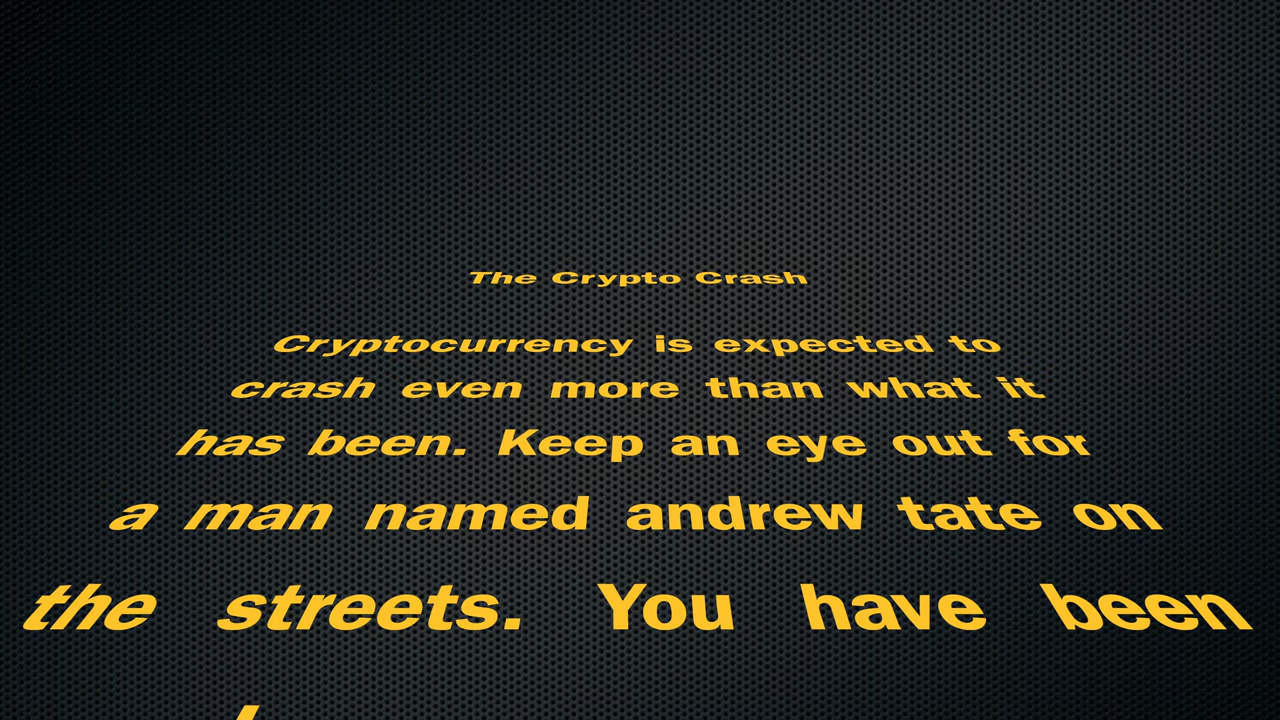 The Crypto Crash
Cryptocurrency is expected to
crash even more than what it
has been. Keep an eye out for
a man named andrew tate on
the streets. You have been